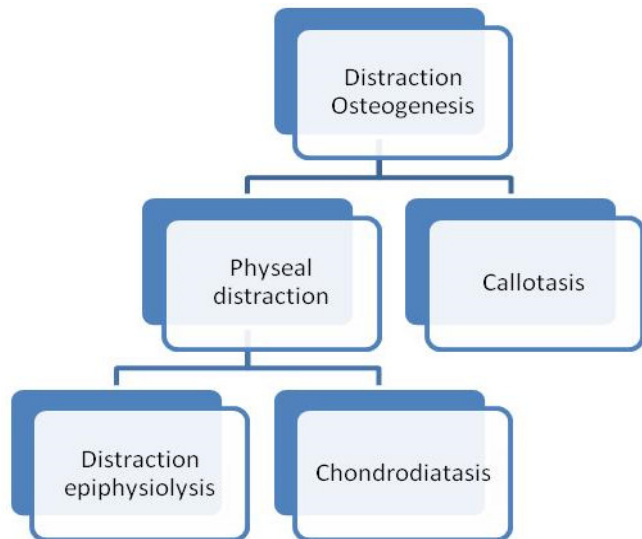 Distraction
Osteogenesis
Physeal
distraction
Callotasis
Distraction
epiphysiolysis
Chondrodiatasis